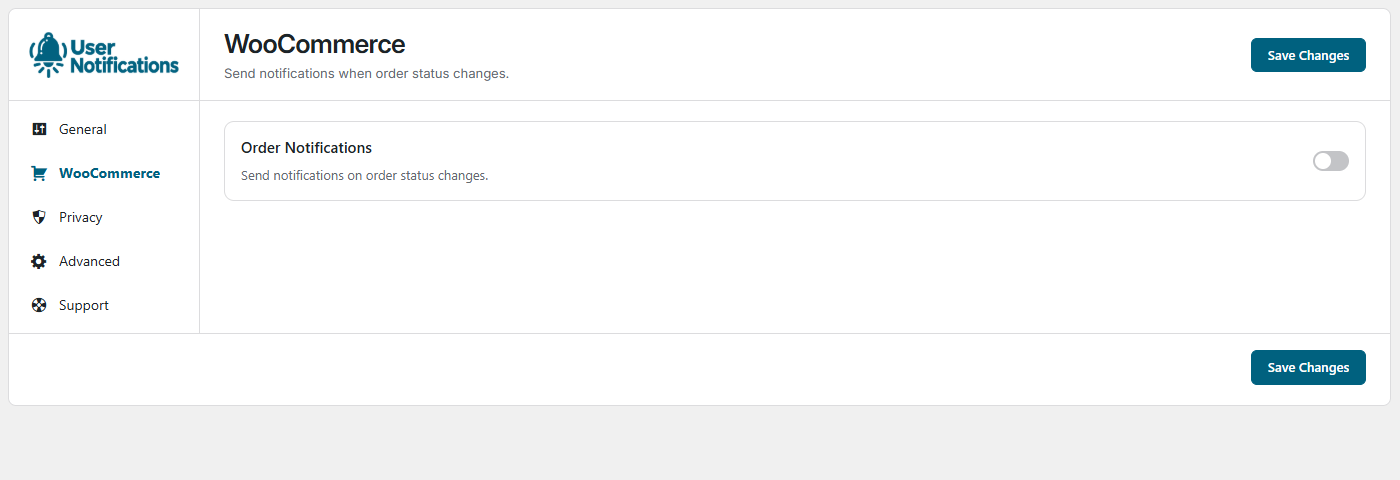 User
Notifications
WooCommerce
Send notifications when order status changes.
Save Changes
General
WooCommerce
Privacy
Advanced
Support
Order Notifications
Send notifications on order status changes.
Save Changes